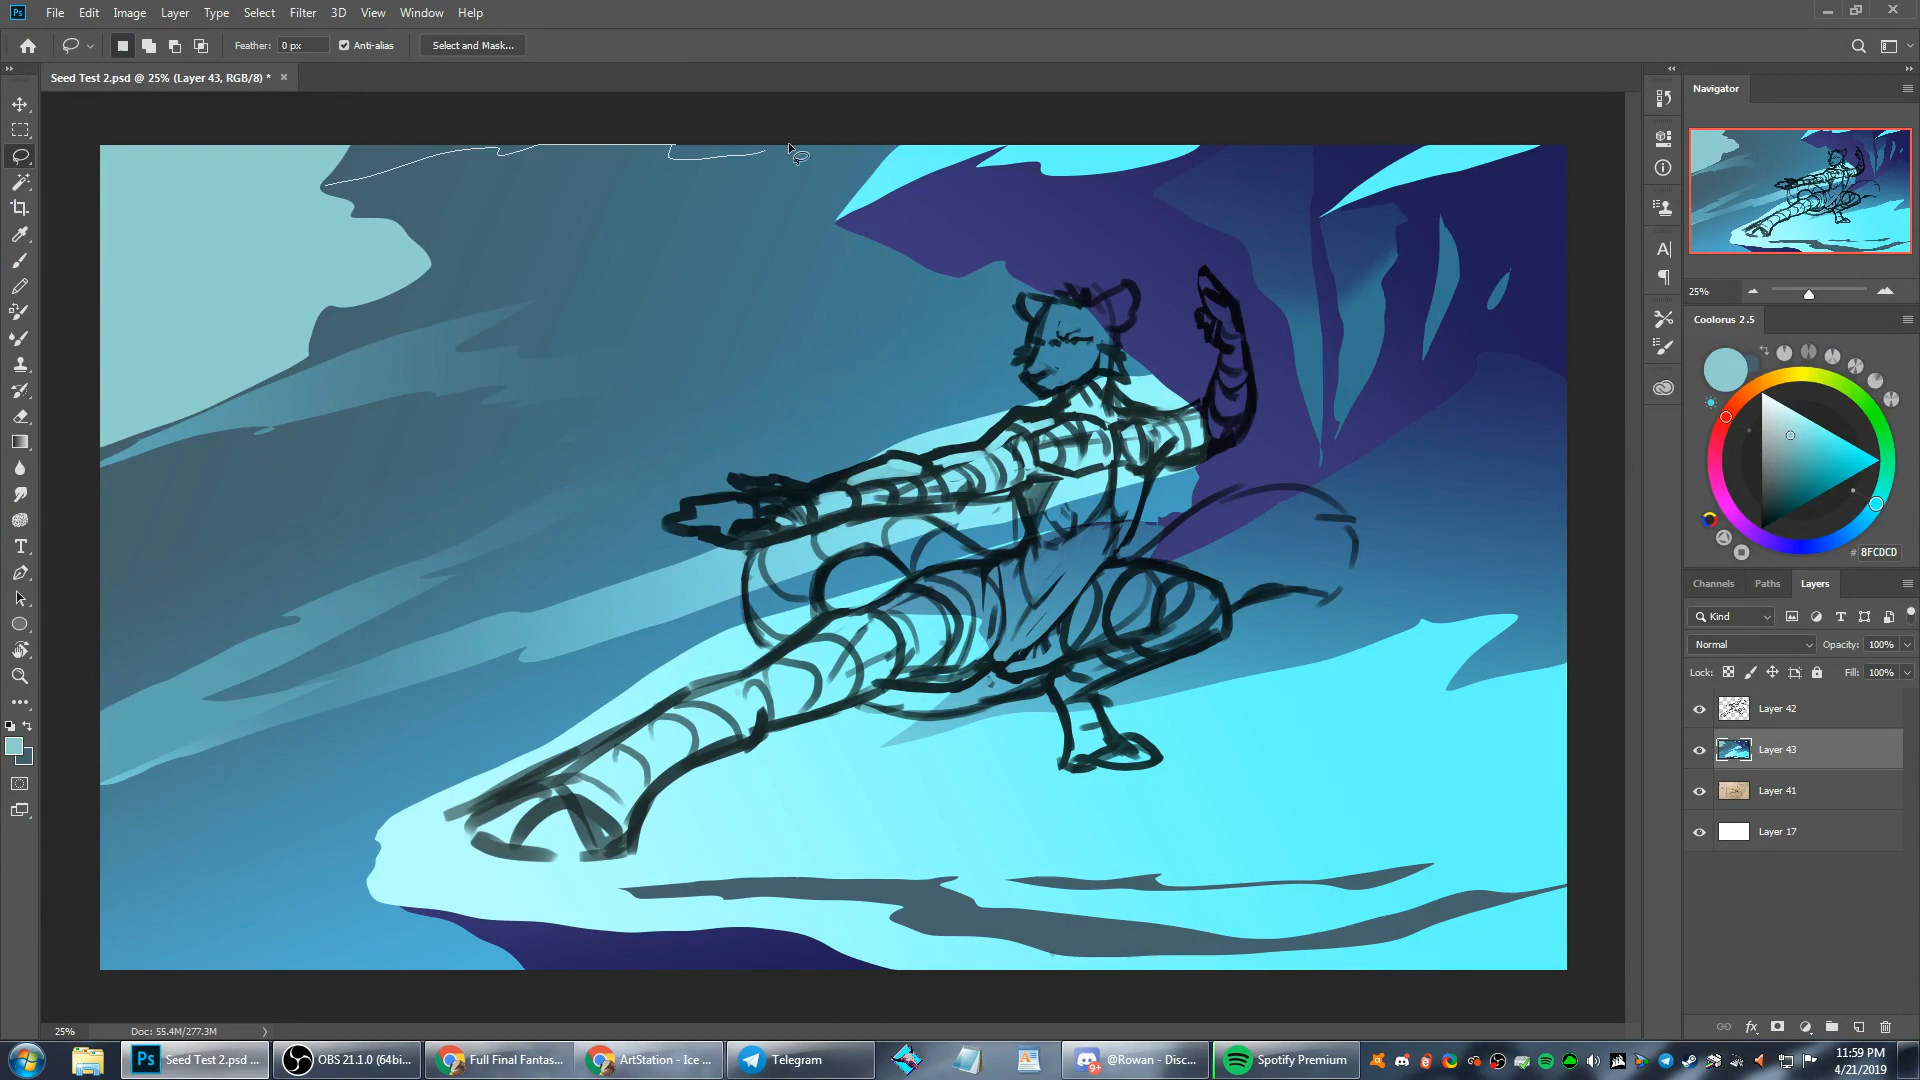 Ps File Edit Image Layer Type Select Filter 3D View Window Help
Feather: 0 px Anti-alias Select and Mask...
Seed Test 2.psd @ 25% (Layer 43, RGB/8) *
Navigator
25%
Coolorus 2.5
# 8FCDCD
Channels Paths Layers
Kind
Normal Opacity: 100%
Lock: Fill: 100%
Layer 42
Layer 43
Layer 41
Layer 17
25% Doc: 55.4M/277.3M
Ps Seed Test 2.psd ... OBS 21.1.0 (64bi... Full Final Fantas... ArtStation - Ice ... Telegram @Rowan - Disc... Spotify Premium 11:59 PM
4/21/2019